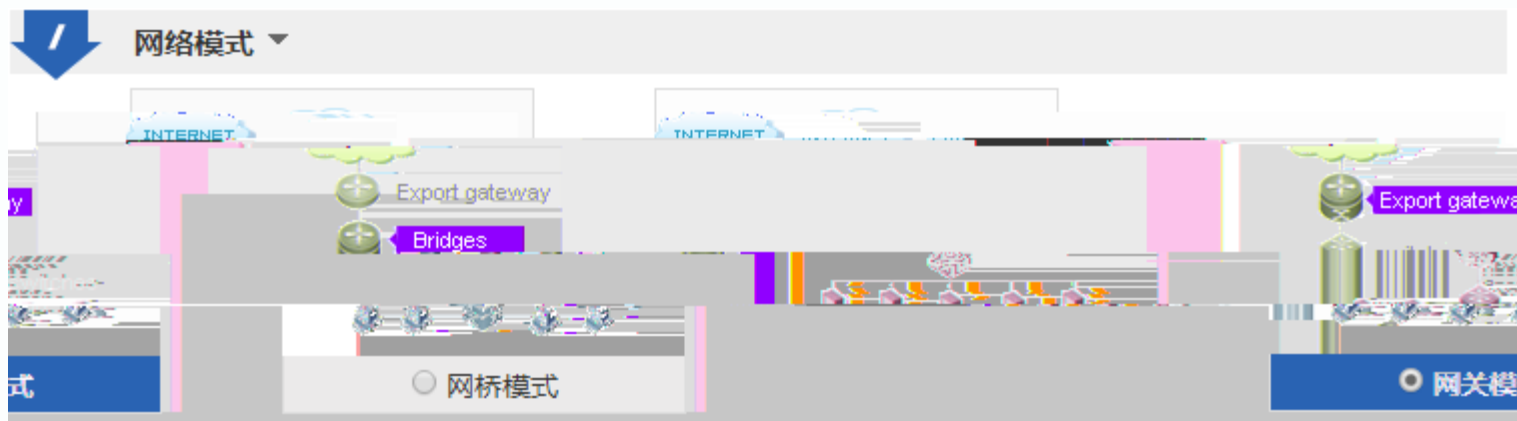 网络模式
INTERNET
INTERNET
Export gateway
Export gatewa
y
Bridges
式
网桥模式
网关模